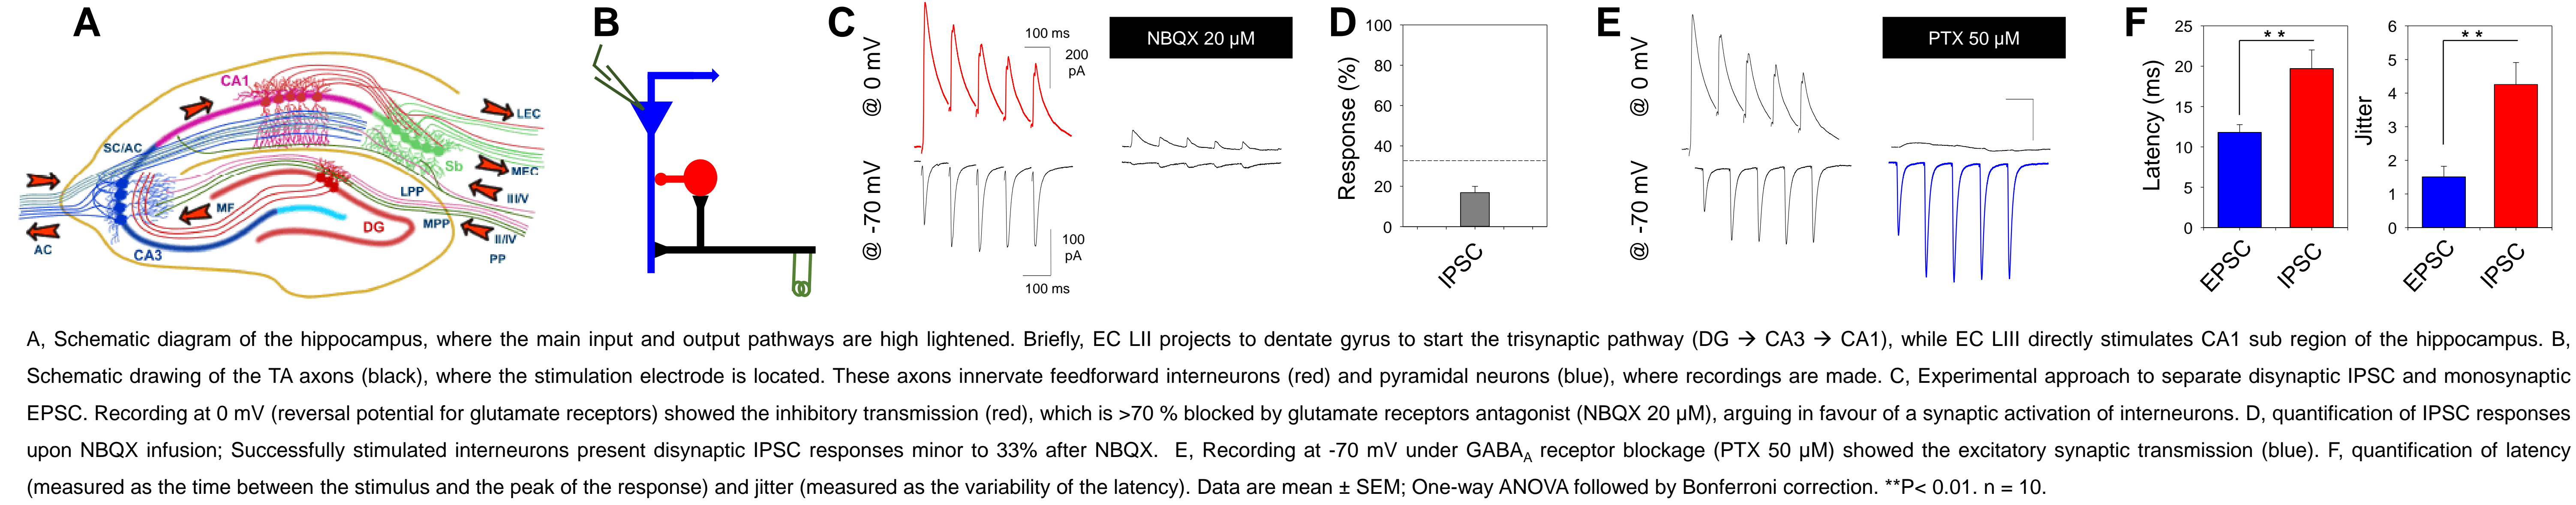 A
CA1
SC/AC
LEC
Sb
MEC
III/V
LPP
MF
MPP
DG
II/IV
AC
CA3
PP
B
C
@ 0 mV
@ -70 mV
100 ms
200
pA
NBQX 20 µM
100
pA
100 ms
D
Response (%)
100
80
60
40
20
0
IPSC
E
@ 0 mV
@ -70 mV
PTX 50 µM
F
Latency (ms)
25
20
15
10
5
0
* *
EPSC
IPSC
Jitter
6
5
4
3
2
1
0
* *
EPSC
IPSC
A, Schematic diagram of the hippocampus, where the main input and output pathways are high lightened. Briefly, EC LII projects to dentate gyrus to start the trisynaptic pathway (DG → CA3 → CA1), while EC LIII directly stimulates CA1 sub region of the hippocampus. B,
Schematic drawing of the TA axons (black), where the stimulation electrode is located. These axons innervate feedforward interneurons (red) and pyramidal neurons (blue), where recordings are made. C, Experimental approach to separate disynaptic IPSC and monosynaptic
EPSC. Recording at 0 mV (reversal potential for glutamate receptors) showed the inhibitory transmission (red), which is >70 % blocked by glutamate receptors antagonist (NBQX 20 µM), arguing in favour of a synaptic activation of interneurons. D, quantification of IPSC responses
upon NBQX infusion; Successfully stimulated interneurons present disynaptic IPSC responses minor to 33% after NBQX. E, Recording at -70 mV under GABAA receptor blockage (PTX 50 µM) showed the excitatory synaptic transmission (blue). F, quantification of latency
(measured as the time between the stimulus and the peak of the response) and jitter (measured as the variability of the latency). Data are mean ± SEM; One-way ANOVA followed by Bonferroni correction. **P< 0.01. n = 10.